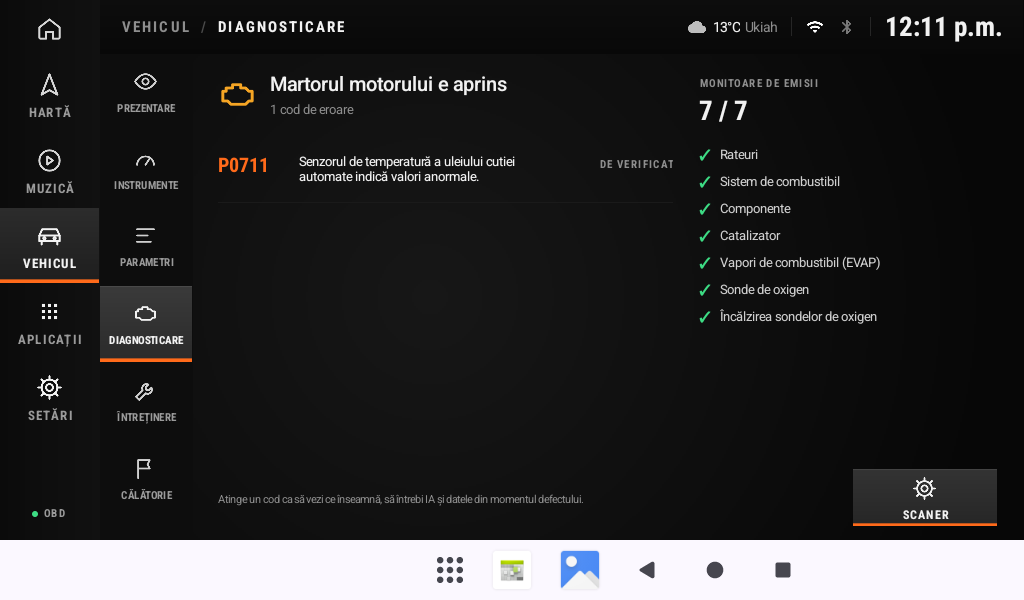 VEHICUL / DIAGNOSTICARE
13°C Ukiah
12:11 p.m.
HARTĂ
MUZICĂ
VEHICUL
APLICAȚII
SETĂRI
OBD
PREZENTARE
INSTRUMENTE
PARAMETRI
DIAGNOSTICARE
ÎNTREȚINERE
CĂLĂTORIE
Martorul motorului e aprins
1 cod de eroare
P0711
Senzorul de temperatură a uleiului cutiei
automate indică valori anormale.
DE VERIFICAT
Atinge un cod ca să vezi ce înseamnă, să întrebi IA și datele din momentul defectului.
MONITOARE DE EMISII
7 / 7
✓ Rateuri
✓ Sistem de combustibil
✓ Componente
✓ Catalizator
✓ Vapori de combustibil (EVAP)
✓ Sonde de oxigen
✓ Încălzirea sondelor de oxigen
SCANER